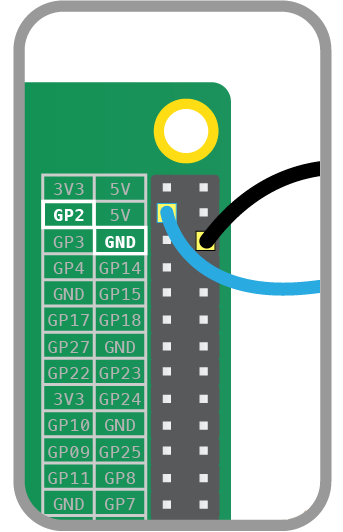 3V3 5V
GP2 5V
GP3 GND
GP4 GP14
GND GP15
GP17 GP18
GP27 GND
GP22 GP23
3V3 GP24
GP10 GND
GP09 GP25
GP11 GP8
GND GP7